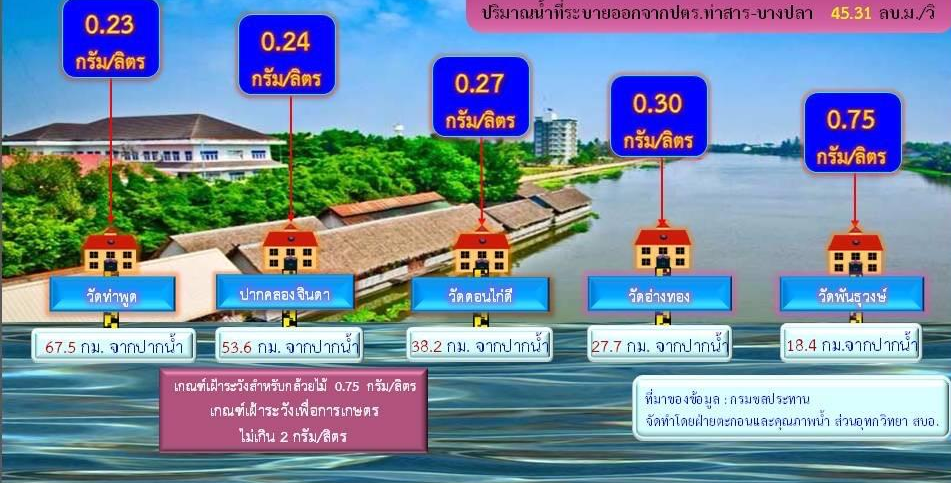 ปริมาณน้ำที่ระบายออกจากปตร.ท่าสาร-บางปลา 45.31 ลบ.ม./วิ
0.23
กรัม/ลิตร
0.24
กรัม/ลิตร
0.27
กรัม/ลิตร
0.30
กรัม/ลิตร
0.75
กรัม/ลิตร
วัดท่าพูด
ปากคลองจินดา
วัดดอนไก่ดี
วัดอ่างทอง
วัดพันธุวงษ์
67.5 กม. จากปากน้ำ
53.6 กม. จากปากน้ำ
38.2 กม. จากปากน้ำ
27.7 กม. จากปากน้ำ
18.4 กม.จากปากน้ำ
เกณฑ์เฝ้าระวังสำหรับกล้วยไม้ 0.75 กรัม/ลิตร
เกณฑ์เฝ้าระวังเพื่อการเกษตร
ไม่เกิน 2 กรัม/ลิตร
ที่มาของข้อมูล : กรมชลประทาน
จัดทำโดยฝ่ายตะกอนและคุณภาพน้ำ ส่วนอุทกวิทยา สบอ.